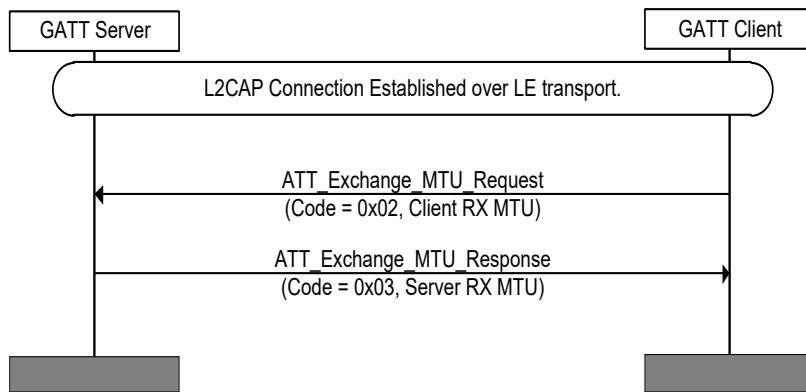 GATT Server
GATT Client
L2CAP Connection Established over LE transport.
ATT_Exchange_MTU_Request
(Code = 0x02, Client RX MTU)
ATT_Exchange_MTU_Response
(Code = 0x03, Server RX MTU)